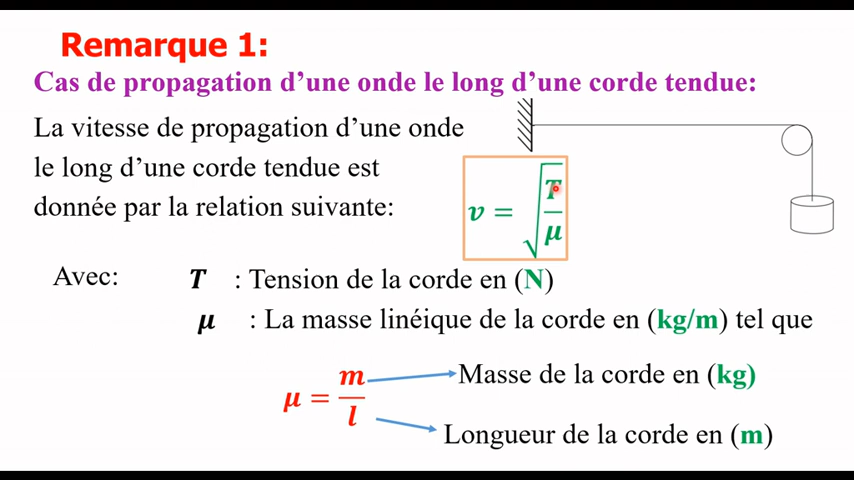 Remarque 1:
Cas de propagation d’une onde le long d’une corde tendue:
La vitesse de propagation d’une onde
le long d’une corde tendue est
donnée par la relation suivante:
v = √(T/μ)
Avec: T : Tension de la corde en (N)
μ : La masse linéique de la corde en (kg/m) tel que
μ = m/l
Masse de la corde en (kg)
Longueur de la corde en (m)